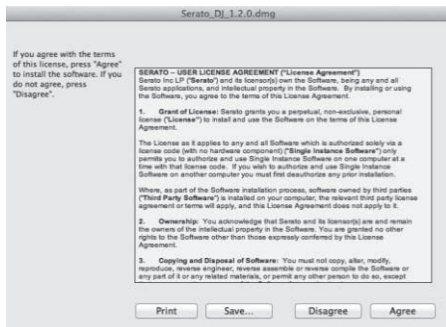 Serato_DJ_1.2.0.dmg
If you agree with the terms
of this license, press "Agree"
to install the software. If you
do not agree, press
"Disagree".
SERATO – USER LICENSE AGREEMENT ("License Agreement")
Serato Inc LP ("Serato") and its licensor(s) own the Software, being any and all
Serato applications, and intellectual property in the Software. By installing or using
the Software, you agree to the terms of this License Agreement.
1. Grant of License: Serato grants you a perpetual, non-exclusive, personal
license ("License") to install and use the Software on the terms of this License
Agreement.
The License as it applies to any and all Software which is authorized solely via a
license code (with no hardware component) ("Single Instance Software") only
permits you to authorize and use Single Instance Software on one computer at a
time with that license code. If you wish to authorize and use Single Instance
Software on another computer you must first deauthorize any prior installation.
Where, as part of the Software installation process, software owned by third parties
("Third Party Software") is installed on your computer, the relevant third party license
agreement or terms will apply, and this License Agreement does not apply to it.
2. Ownership: You acknowledge that Serato and its licensor(s) are and remain
the owners of the intellectual property in the Software. You are granted no other
rights to the Software other than those expressly conferred by this License
Agreement.
3. Copying and Disposal of Software: You must not copy, alter, modify,
reproduce, reverse engineer, reverse assemble or reverse compile the Software or
any part of it or any related materials, or permit any other person to do so, except
Print
Save...
Disagree
Agree